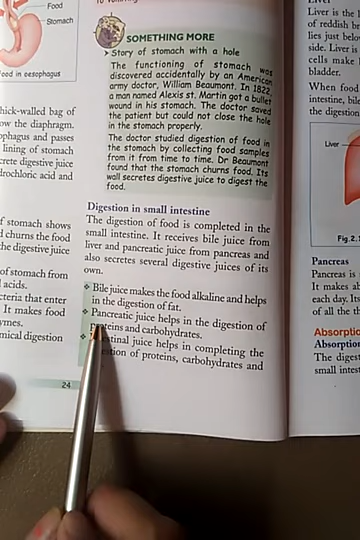 Food
Stomach
Food in oesophagus
thick-walled bag of
ow the diaphragm.
ophagus and passes
lining of stomach
crete digestive juice
drochloric acid and
of stomach shows
d churns the food
the digestive juice
of stomach from
l acids.
cteria that enter
. It makes food
ymes.
mical digestion
to vomiting
SOMETHING MORE
➤ Story of stomach with a hole
The functioning of stomach was
discovered accidentally by an American
army doctor, William Beaumont. In 1822,
a man named Alexis st. Martin got a bullet
wound in his stomach. The doctor saved
the patient but could not close the hole
in the stomach properly.
The doctor studied digestion of food in
the stomach by collecting food samples
from it from time to time. Dr Beaumont
found that the stomach churns food. Its
wall secretes digestive juice to digest the
food.
Digestion in small intestine
The digestion of food is completed in the
small intestine. It receives bile juice from
liver and pancreatic juice from pancreas and
also secretes several digestive juices of its
own.
❖ Bile juice makes the food alkaline and helps
in the digestion of fat.
❖ Pancreatic juice helps in the digestion of
proteins and carbohydrates.
❖ Intestinal juice helps in completing the
digestion of proteins, carbohydrates and
24
Liver
Liver is the l
of reddish br
lies just below
side. Liver is
cells make b
bladder.
When food
intestine, bile
the digestion
Liver
Fig.2.
Pancreas
Pancreas is
It makes ab
each day. Its
of all the th
Absorptio
Absorption
The digest
small intest